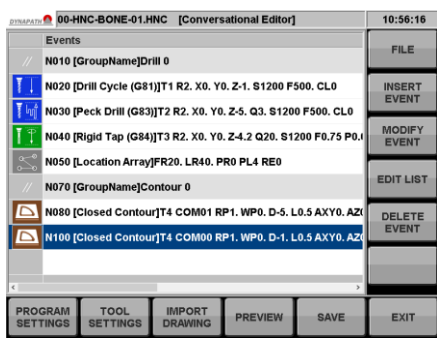 DYNAPATH 00-HNC-BONE-01.HNC [Conversational Editor] 10:56:16
Events
// N010 [GroupName]Drill 0
N020 [Drill Cycle (G81)]T1 R2. X0. Y0. Z-1. S1200 F500. CL0
N030 [Peck Drill (G83)]T2 R2. X0. Y0. Z-5. Q3. S1200 F500. CL0
N040 [Rigid Tap (G84)]T3 R2. X0. Y0. Z-4.2 Q20. S1200 F0.75 P0.
N050 [Location Array]FR20. LR40. PR0 PL4 RE0
// N070 [GroupName]Contour 0
N080 [Closed Contour]T4 COM01 RP1. WP0. D-5. L0.5 AXY0. AZ
N100 [Closed Contour]T4 COM00 RP1. WP0. D-1. L0.5 AXY0. AZ
FILE
INSERT
EVENT
MODIFY
EVENT
EDIT LIST
DELETE
EVENT
PROGRAM
SETTINGS
TOOL
SETTINGS
IMPORT
DRAWING
PREVIEW
SAVE
EXIT